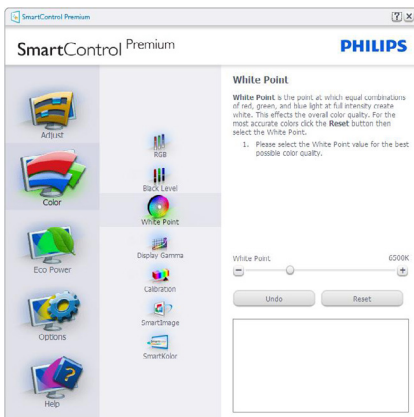 SmartControl Premium
SmartControl Premium
PHILIPS
Adjust
Color
Eco Power
Options
Help
RGB
Black Level
White Point
Display Gamma
Calibration
SmartImage
SmartKolor
White Point
White Point is the point at which equal combinations
of red, green, and blue light at full intensity create
white. This effects the overall color quality. For the
most accurate colors click the Reset button then
select the White Point.
1. Please select the White Point value for the best
possible color quality.
White Point 6500K
Undo Reset